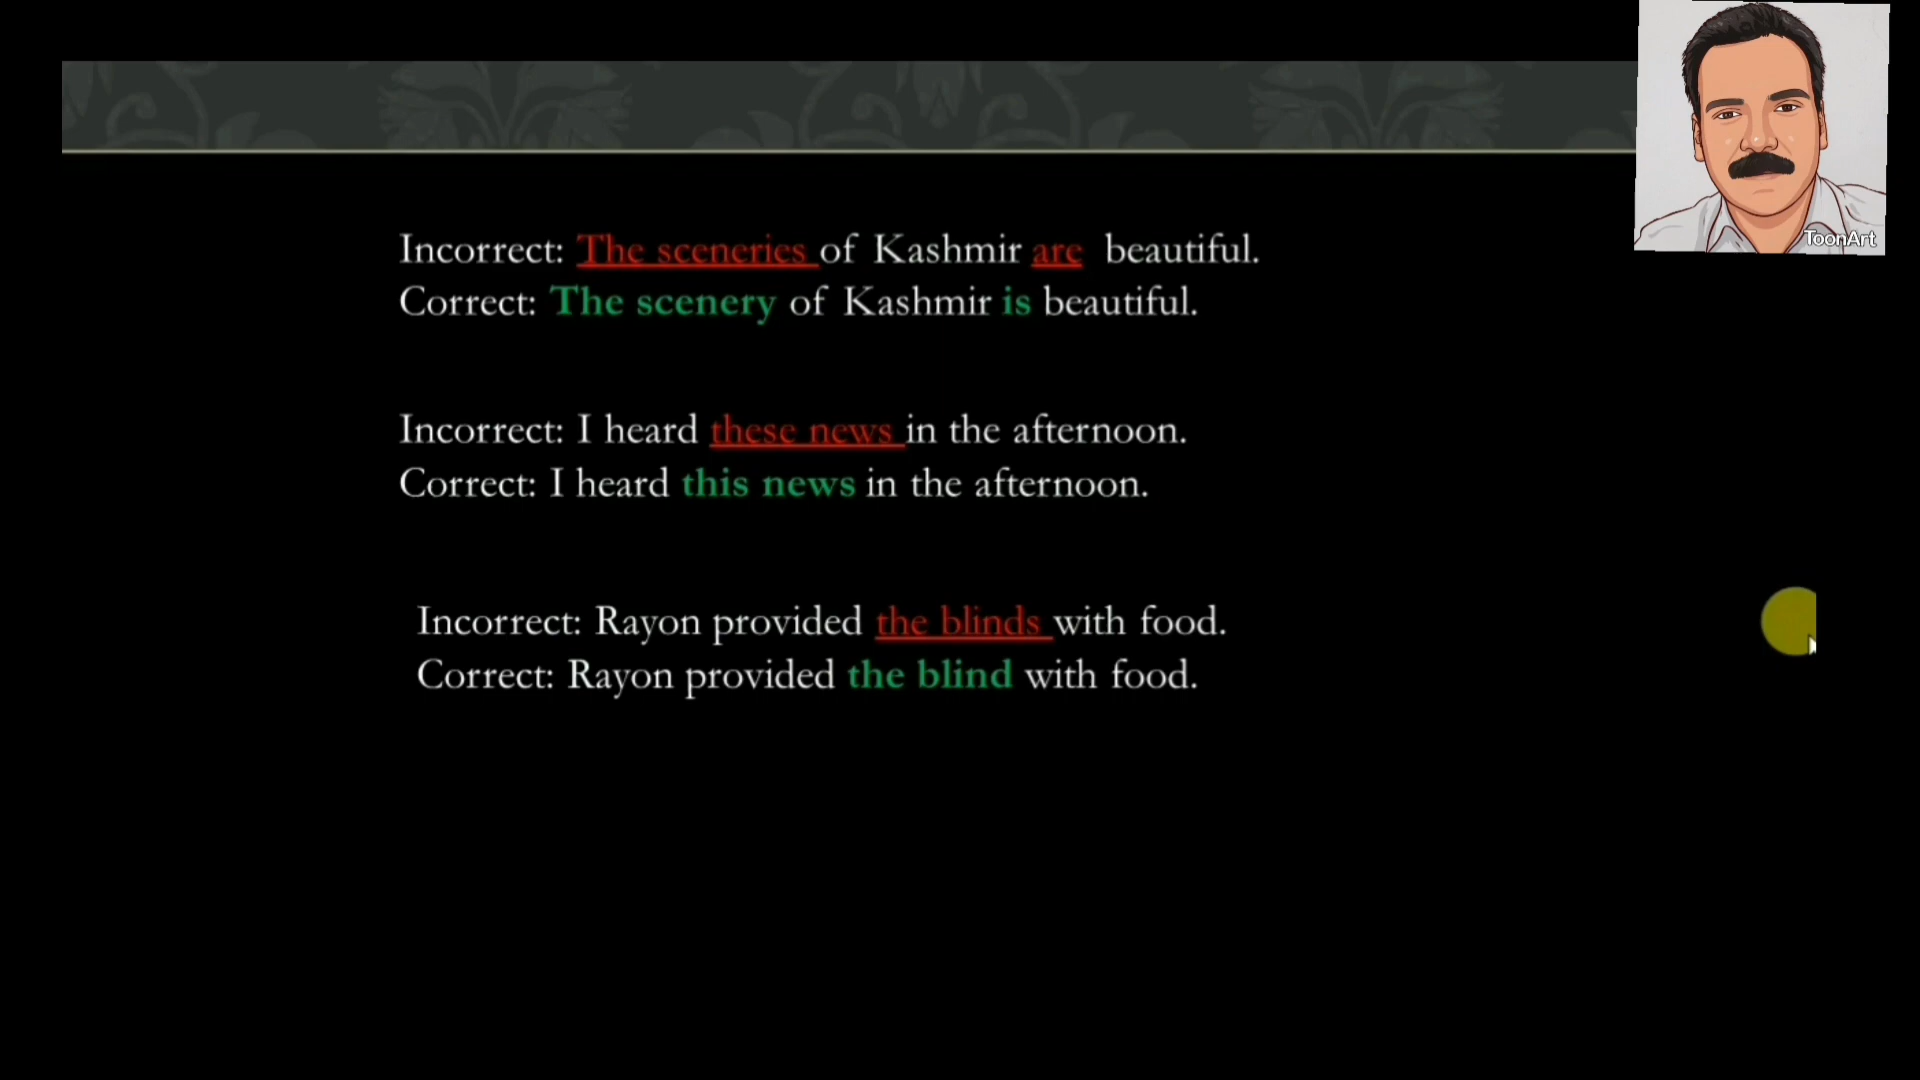 ToonArt
Incorrect: The sceneries of Kashmir are beautiful.
Correct: The scenery of Kashmir is beautiful.
Incorrect: I heard these news in the afternoon.
Correct: I heard this news in the afternoon.
Incorrect: Rayon provided the blinds with food.
Correct: Rayon provided the blind with food.